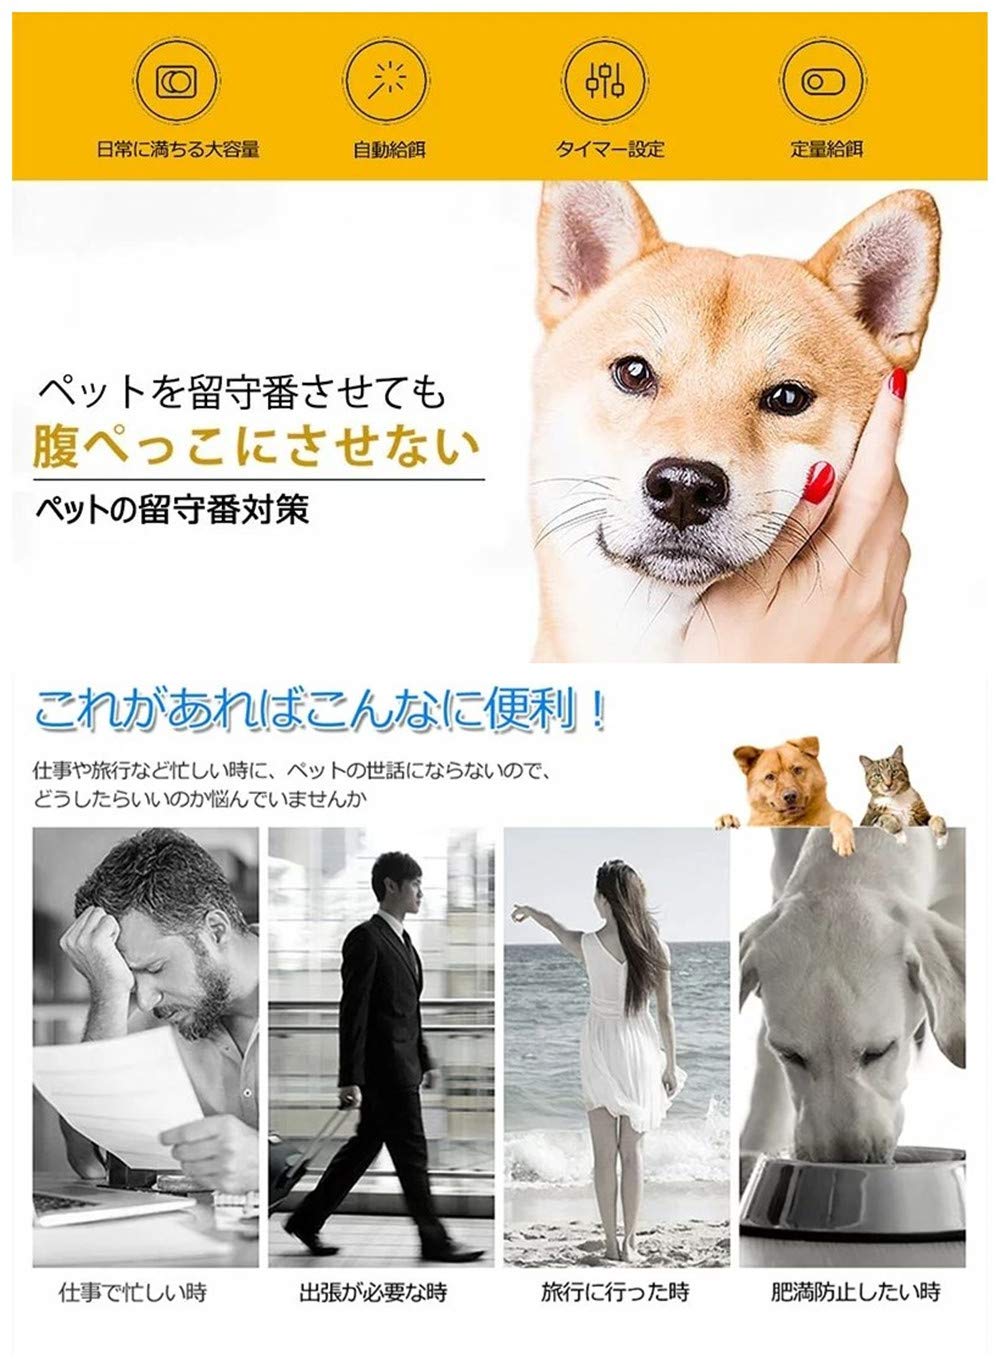 日常に満ちる大容量
自動給餌
タイマー設定
定量給餌
ペットを留守番させても
腹ぺっこにさせない
ペットの留守番対策
これがあればこんなに便利！
仕事や旅行など忙しい時に、ペットの世話にならないので、
どうしたらいいのか悩んでいませんか
仕事で忙しい時
出張が必要な時
旅行に行った時
肥満防止したい時